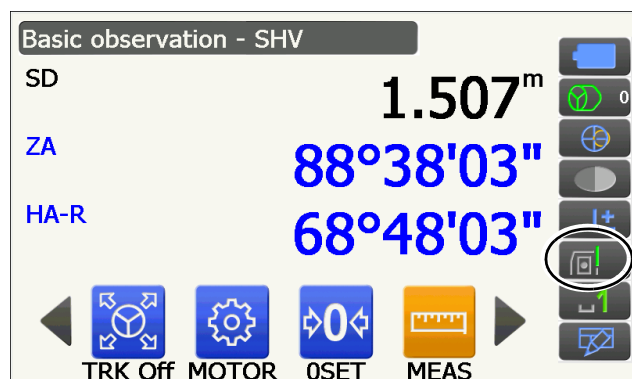 Basic observation - SHV
SD
1.507m
ZA
88°38'03"
HA-R
68°48'03"
0
1
0
TRK Off MOTOR 0SET MEAS